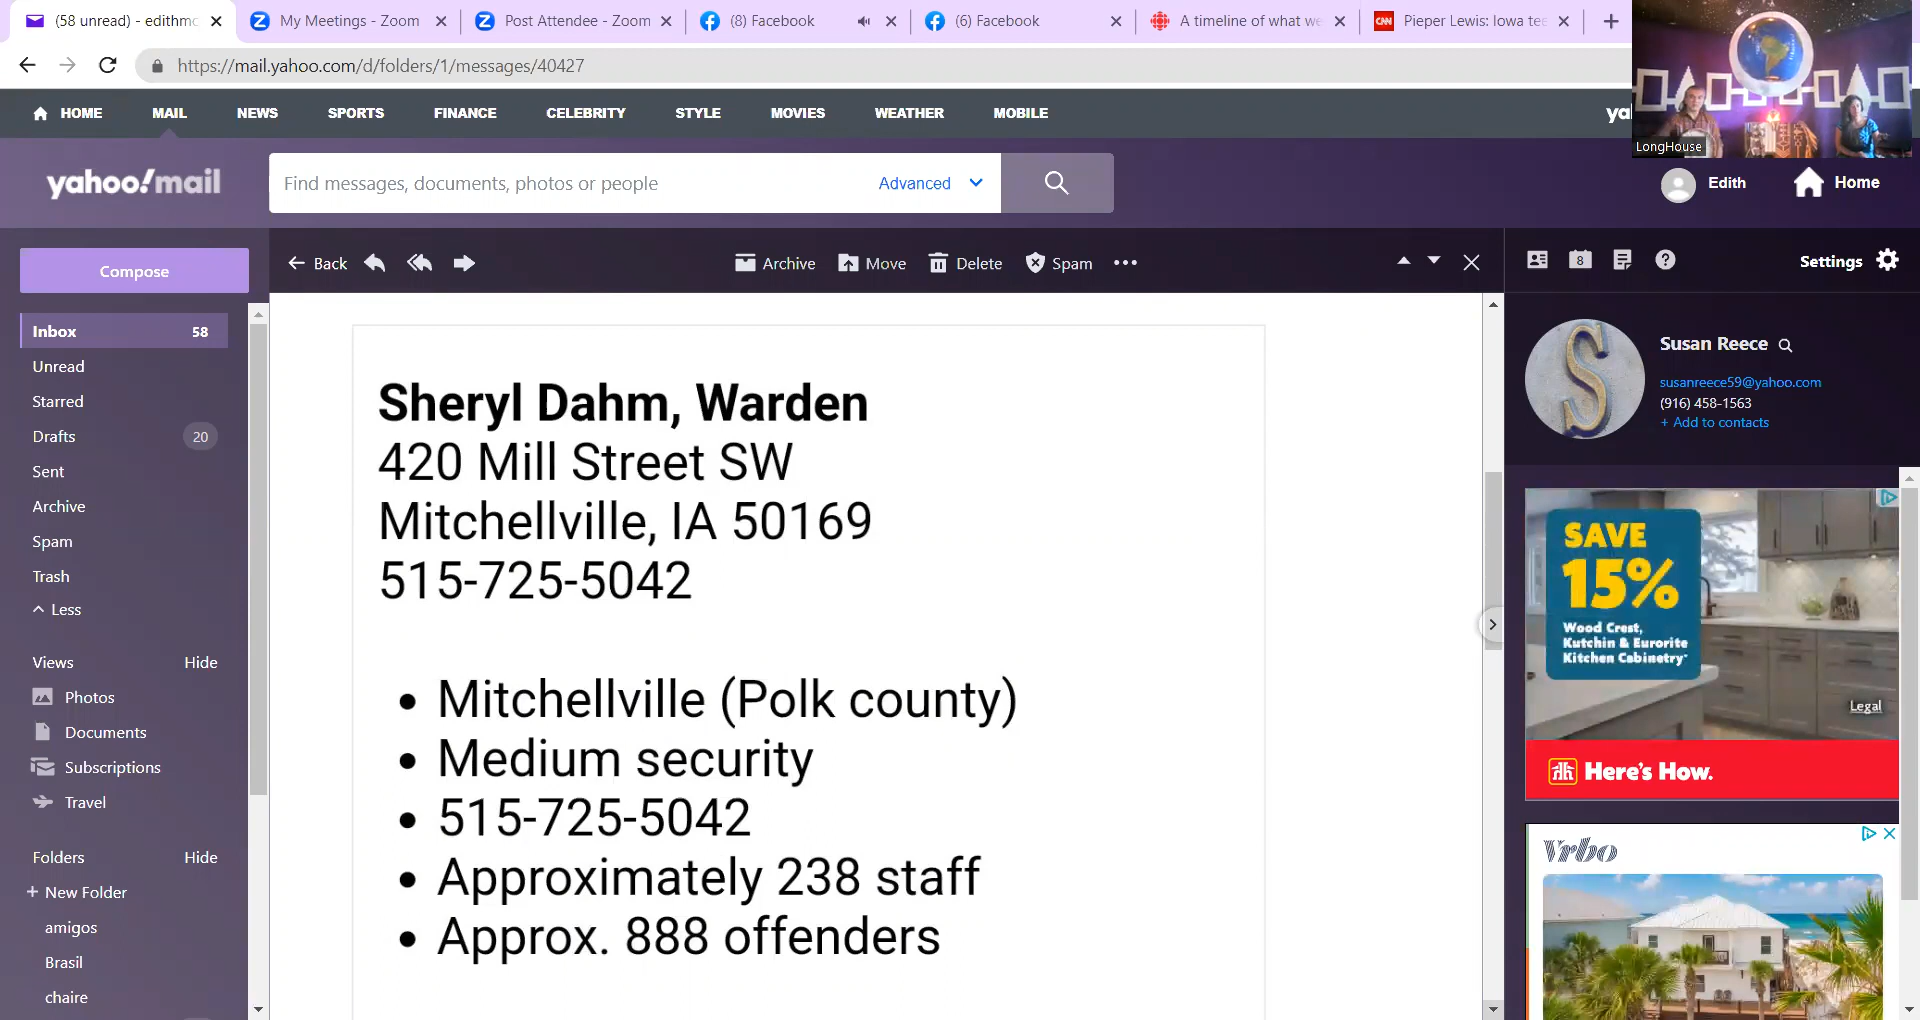 (58 unread) - edithmc
My Meetings - Zoom
Post Attendee - Zoom
(8) Facebook
(6) Facebook
A timeline of what we
Pieper Lewis: Iowa tee
https://mail.yahoo.com/d/folders/1/messages/40427
HOME
MAIL
NEWS
SPORTS
FINANCE
CELEBRITY
STYLE
MOVIES
WEATHER
MOBILE
ya
LongHouse
yahoo!mail
Find messages, documents, photos or people
Advanced
Edith
Home
Compose
Back
Archive
Move
Delete
Spam
8
Settings
Inbox 58
Unread
Starred
Drafts 20
Sent
Archive
Spam
Trash
Less
Views Hide
Photos
Documents
Subscriptions
Travel
Folders Hide
+ New Folder
amigos
Brasil
chaire
Sheryl Dahm, Warden
420 Mill Street SW
Mitchellville, IA 50169
515-725-5042
• Mitchellville (Polk county)
• Medium security
• 515-725-5042
• Approximately 238 staff
• Approx. 888 offenders
S
Susan Reece
susanreece59@yahoo.com
(916) 458-1563
+ Add to contacts
SAVE
15%
Wood Crest,
Kutchin & Eurorite
Kitchen Cabinetry*
Legal
Here's How.
Vrbo